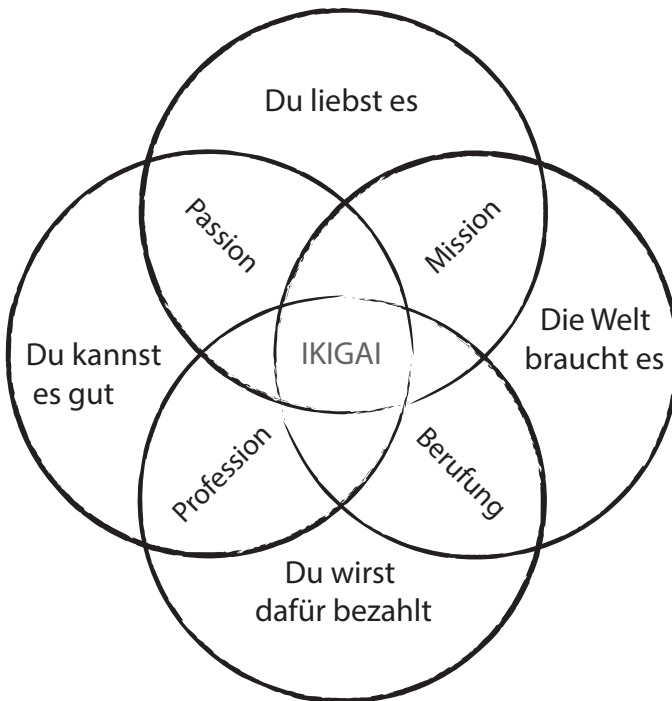 Du liebst es
Passion
Mission
Du kannst
es gut
IKIGAI
Die Welt
braucht es
Profession
Berufung
Du wirst
dafür bezahlt